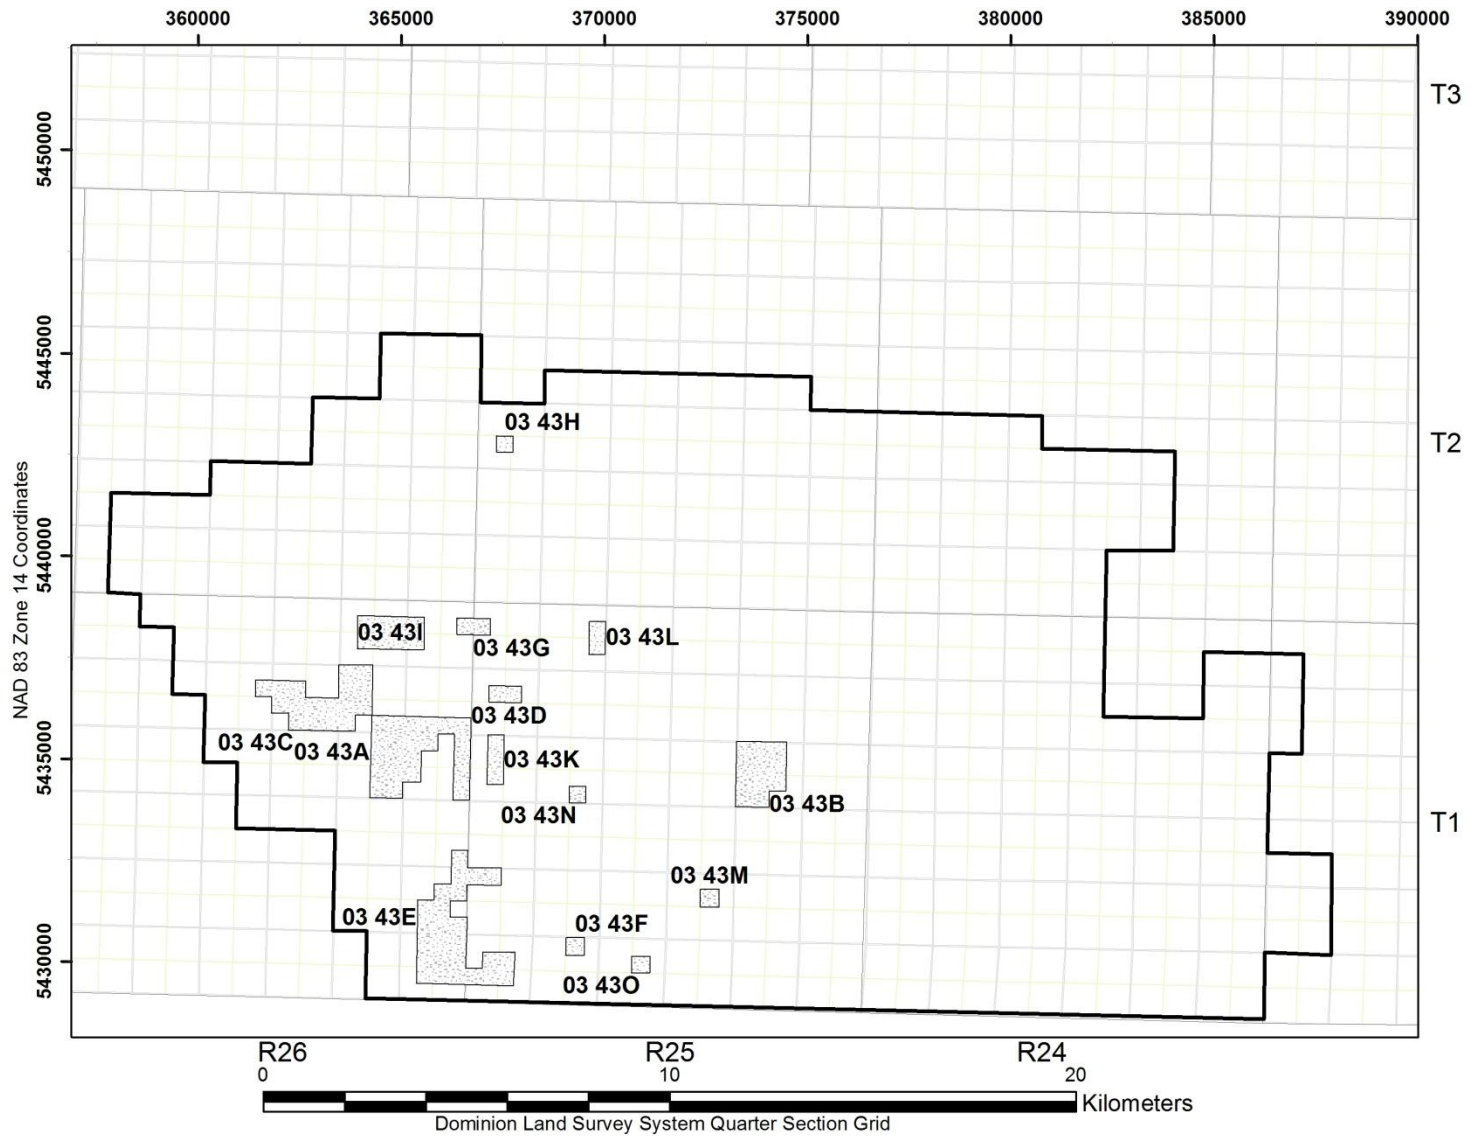 360000 365000 370000 375000 380000 385000 390000
T3
5450000
5445000
03 43H
T2
NAD 83 Zone 14 Coordinates
5440000
03 43I
03 43G
03 43L
03 43D
03 43C
03 43A
03 43K
5435000
03 43B
03 43N
T1
03 43M
03 43E
03 43F
5430000
03 43O
R26 R25 R24
0 10 20
Kilometers
Dominion Land Survey System Quarter Section Grid